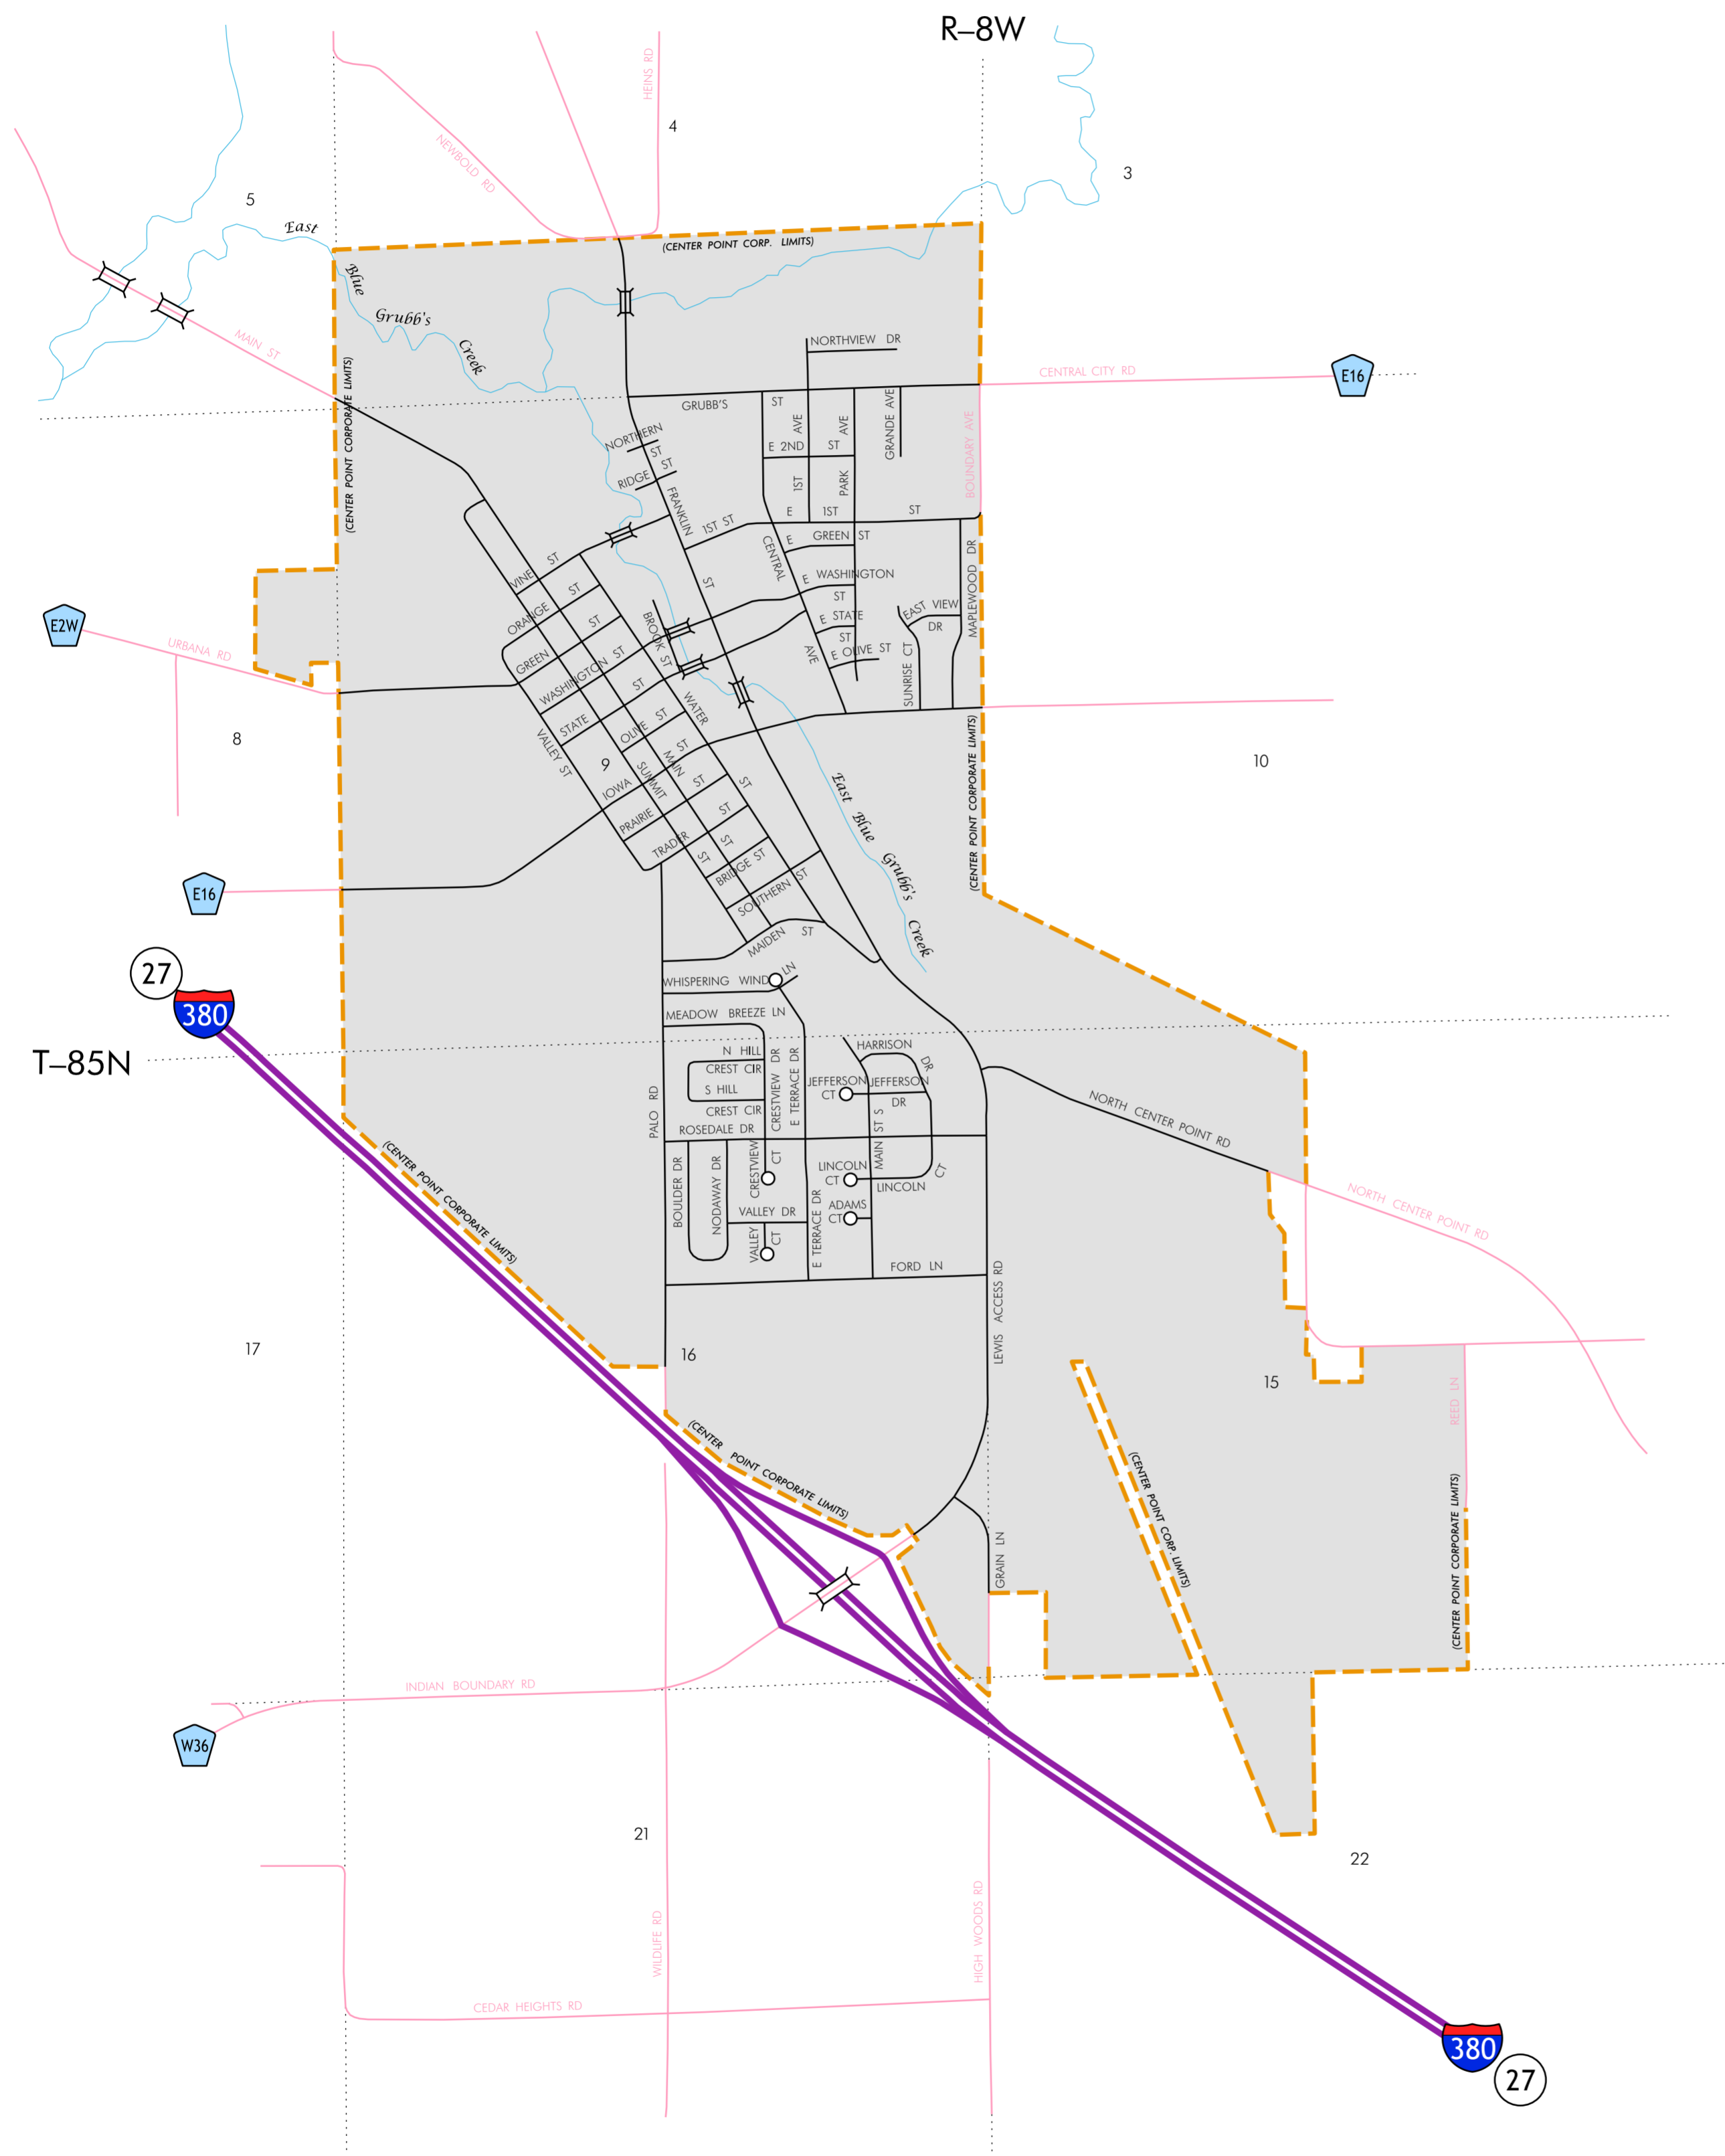 R–8W
HEINS RD
4
NEWBOLD RD
3
5
East
(CENTER POINT CORP. LIMITS)
Blue
Grubb's
Creek
MAIN ST
(CENTER POINT CORPORATE LIMITS)
NORTHVIEW DR
CENTRAL CITY RD
E16
GRUBB'S ST
GRANDE AVE
BOUNDARY AVE
NORTHERN ST
1ST AVE
PARK AVE
E 2ND ST
RIDGE ST
FRANKLIN ST
1ST ST
E 1ST ST
CENTRAL AVE
E GREEN ST
VINE ST
E WASHINGTON ST
MAPLEWOOD DR
ORANGE ST
BROOK ST
E STATE ST
EAST VIEW DR
E2W
URBANA RD
GREEN ST
E OLIVE ST
SUNRISE CT
WASHINGTON ST
STATE ST
WATER ST
OLIVE ST
VALLEY ST
8
9
10
SUMMIT ST
MAIN ST
IOWA ST
(CENTER POINT CORPORATE LIMITS)
East Blue Grubb's Creek
PRAIRIE ST
TRADER ST
BRIDGE ST
E16
SOUTHERN ST
MAIDEN ST
27
380
WHISPERING WIND LN
MEADOW BREEZE LN
T–85N
N HILL
CREST CIR
S HILL
CREST CIR
CRESTVIEW DR
E TERRACE DR
HARRISON DR
JEFFERSON CT
JEFFERSON DR
PALO RD
ROSEDALE DR
MAIN ST S
NORTH CENTER POINT RD
(CENTER POINT CORPORATE LIMITS)
BOULDER DR
NODAWAY DR
CRESTVIEW CT
LINCOLN CT
LINCOLN CT
NORTH CENTER POINT RD
VALLEY DR
ADAMS CT
VALLEY CT
E TERRACE DR
FORD LN
LEWIS ACCESS RD
17
16
15
REED LN
(CENTER POINT CORPORATE LIMITS)
(CENTER POINT CORP. LIMITS)
(CENTER POINT CORPORATE LIMITS)
GRAIN LN
INDIAN BOUNDARY RD
W36
21
22
WILDLIFE RD
HIGH WOODS RD
CEDAR HEIGHTS RD
380
27